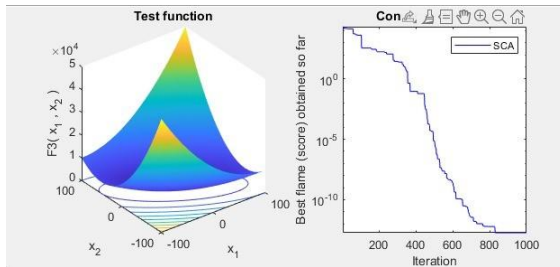 Test function
×10⁴
5
4
3
2
1
0
F3( x₁ , x₂ )
100
0
-100
x₂
-100
0
100
x₁
Con
SCA
Best flame (score) obtained so far
10⁰
10⁻⁵
10⁻¹⁰
200 400 600 800 1000
Iteration